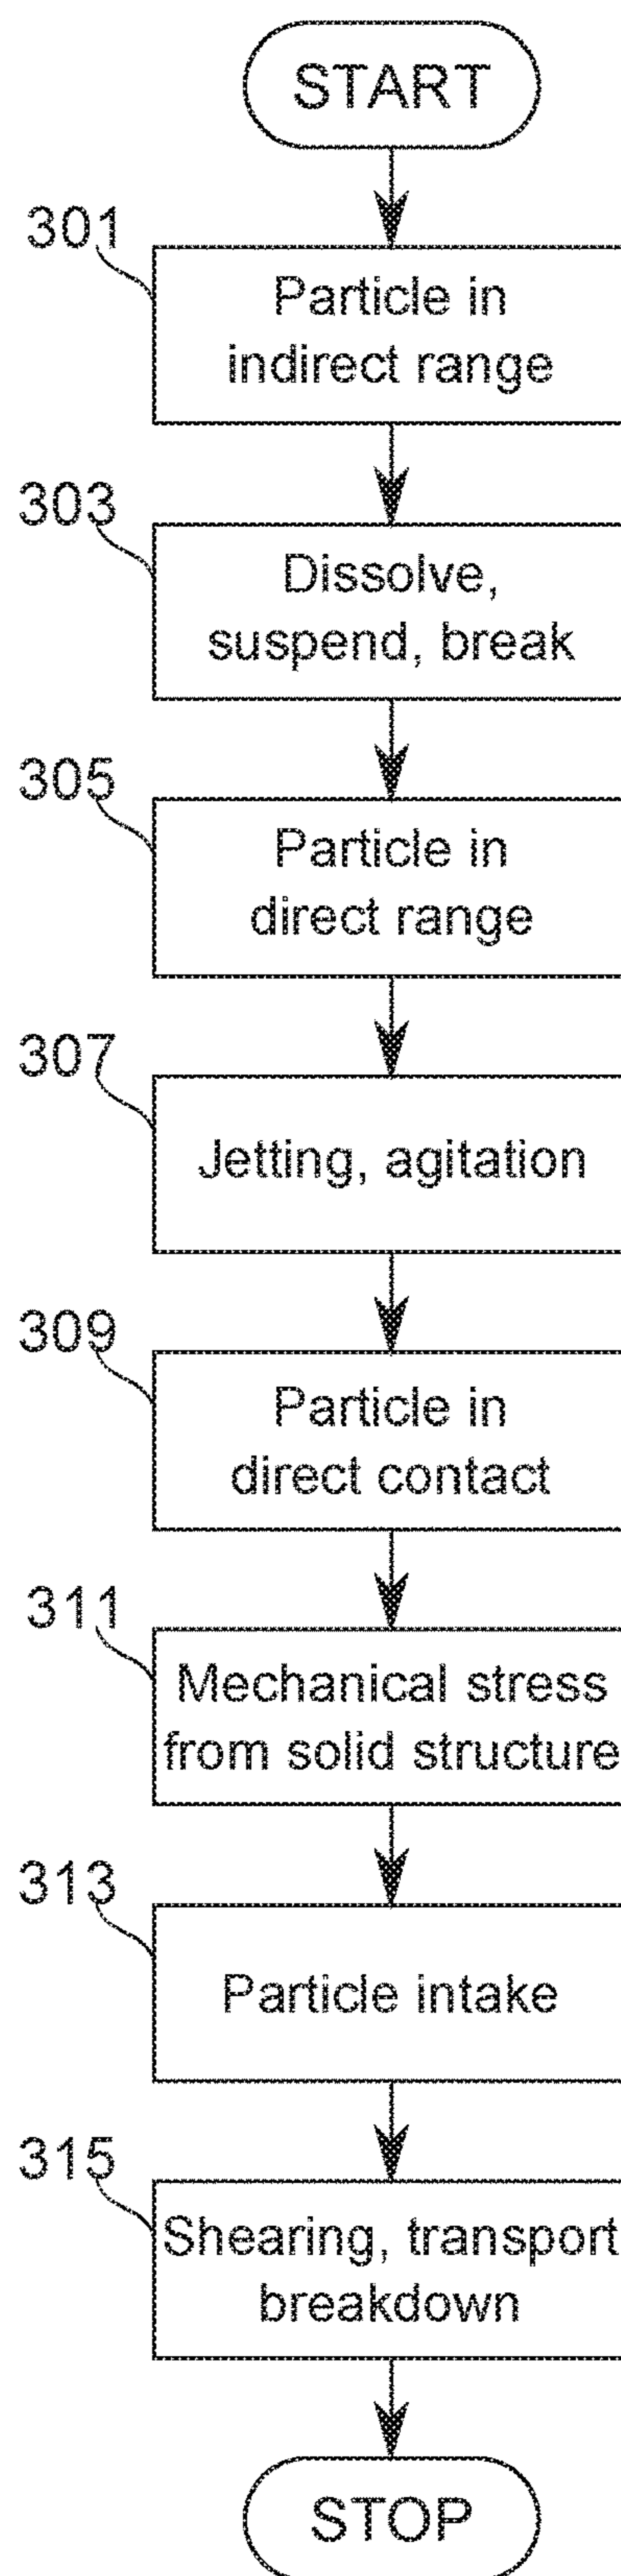 START
301
Particle in
indirect range
303
Dissolve,
suspend, break
305
Particle in
direct range
307
Jetting, agitation
309
Particle in
direct contact
311
Mechanical stress
from solid structure
313
Particle intake
315
Shearing, transport
breakdown
STOP